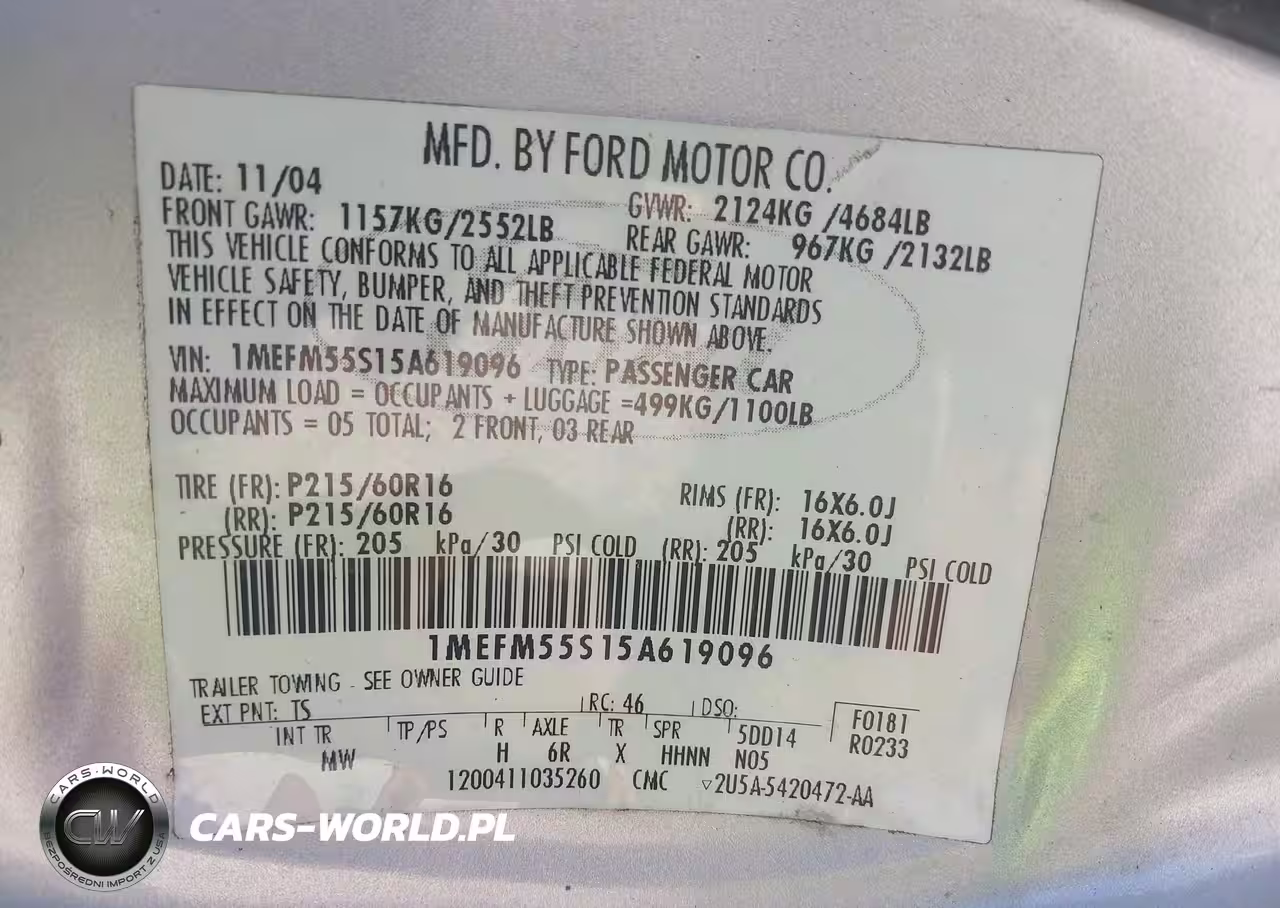 MFD. BY FORD MOTOR CO.
DATE: 11/04
GVWR: 2124KG /4684LB
FRONT GAWR: 1157KG/2552LB
REAR GAWR: 967KG /2132LB
THIS VEHICLE CONFORMS TO ALL APPLICABLE FEDERAL MOTOR
VEHICLE SAFETY, BUMPER, AND THEFT PREVENTION STANDARDS
IN EFFECT ON THE DATE OF MANUFACTURE SHOWN ABOVE.
VIN: 1MEFM55S15A619096 TYPE: PASSENGER CAR
MAXIMUM LOAD = OCCUPANTS + LUGGAGE =499KG/1100LB
OCCUPANTS = 05 TOTAL; 2 FRONT, 03 REAR
TIRE (FR): P215/60R16 RIMS (FR): 16X6.0J
(RR): P215/60R16 (RR): 16X6.0J
PRESSURE (FR): 205 kPa/30 PSI COLD (RR): 205 kPa/30 PSI COLD
1MEFM55S15A619096
TRAILER TOWING - SEE OWNER GUIDE
EXT PNT: TS RC: 46 DSO:
INT TR TP/PS R AXLE TR SPR 5DD14 F0181
MW H 6R X HHNN N05 R0233
1200411035260 CMC ▽2U5A-5420472-AA
CARS-WORLD
CW
BEZPOŚREDNI IMPORT Z USA
CARS-WORLD.PL